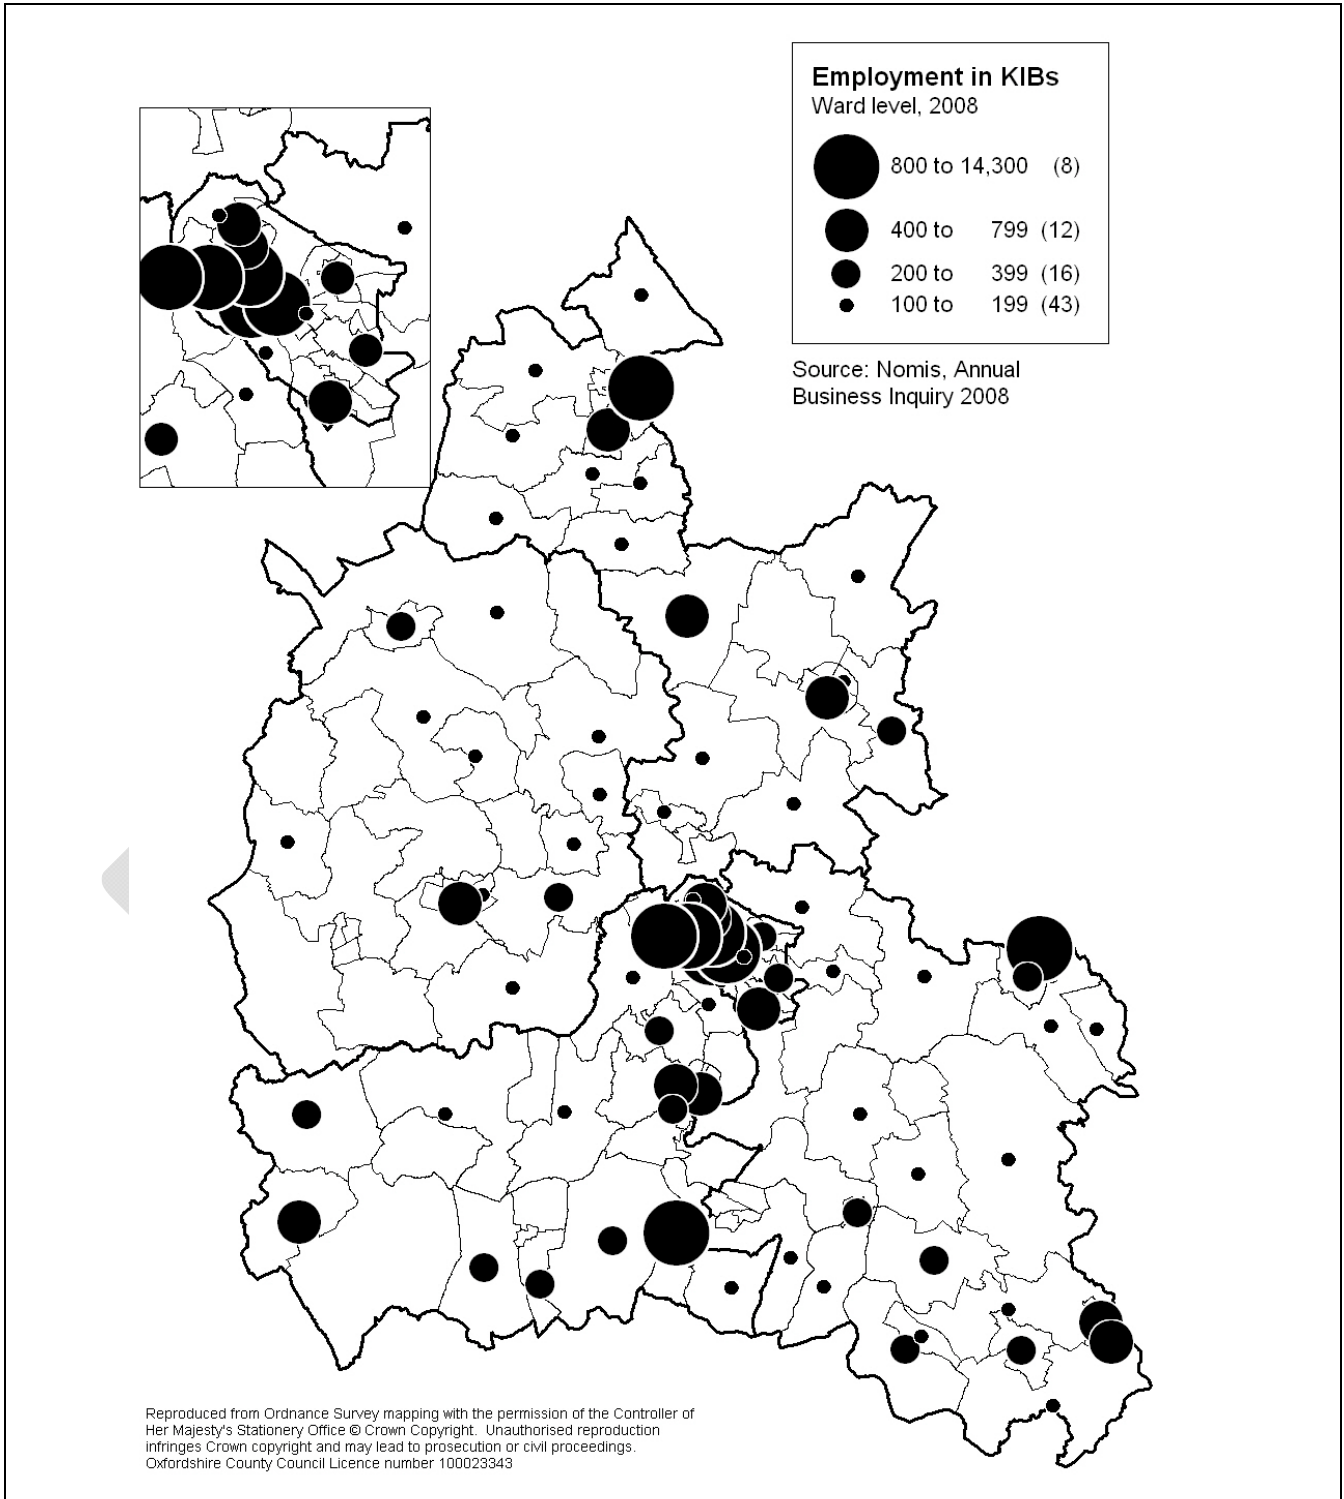 Employment in KIBs
Ward level, 2008
800 to 14,300 (8)
400 to 799 (12)
200 to 399 (16)
100 to 199 (43)
Source: Nomis, Annual
Business Inquiry 2008
Reproduced from Ordnance Survey mapping with the permission of the Controller of
Her Majesty's Stationery Office © Crown Copyright. Unauthorised reproduction
infringes Crown copyright and may lead to prosecution or civil proceedings.
Oxfordshire County Council Licence number 100023343